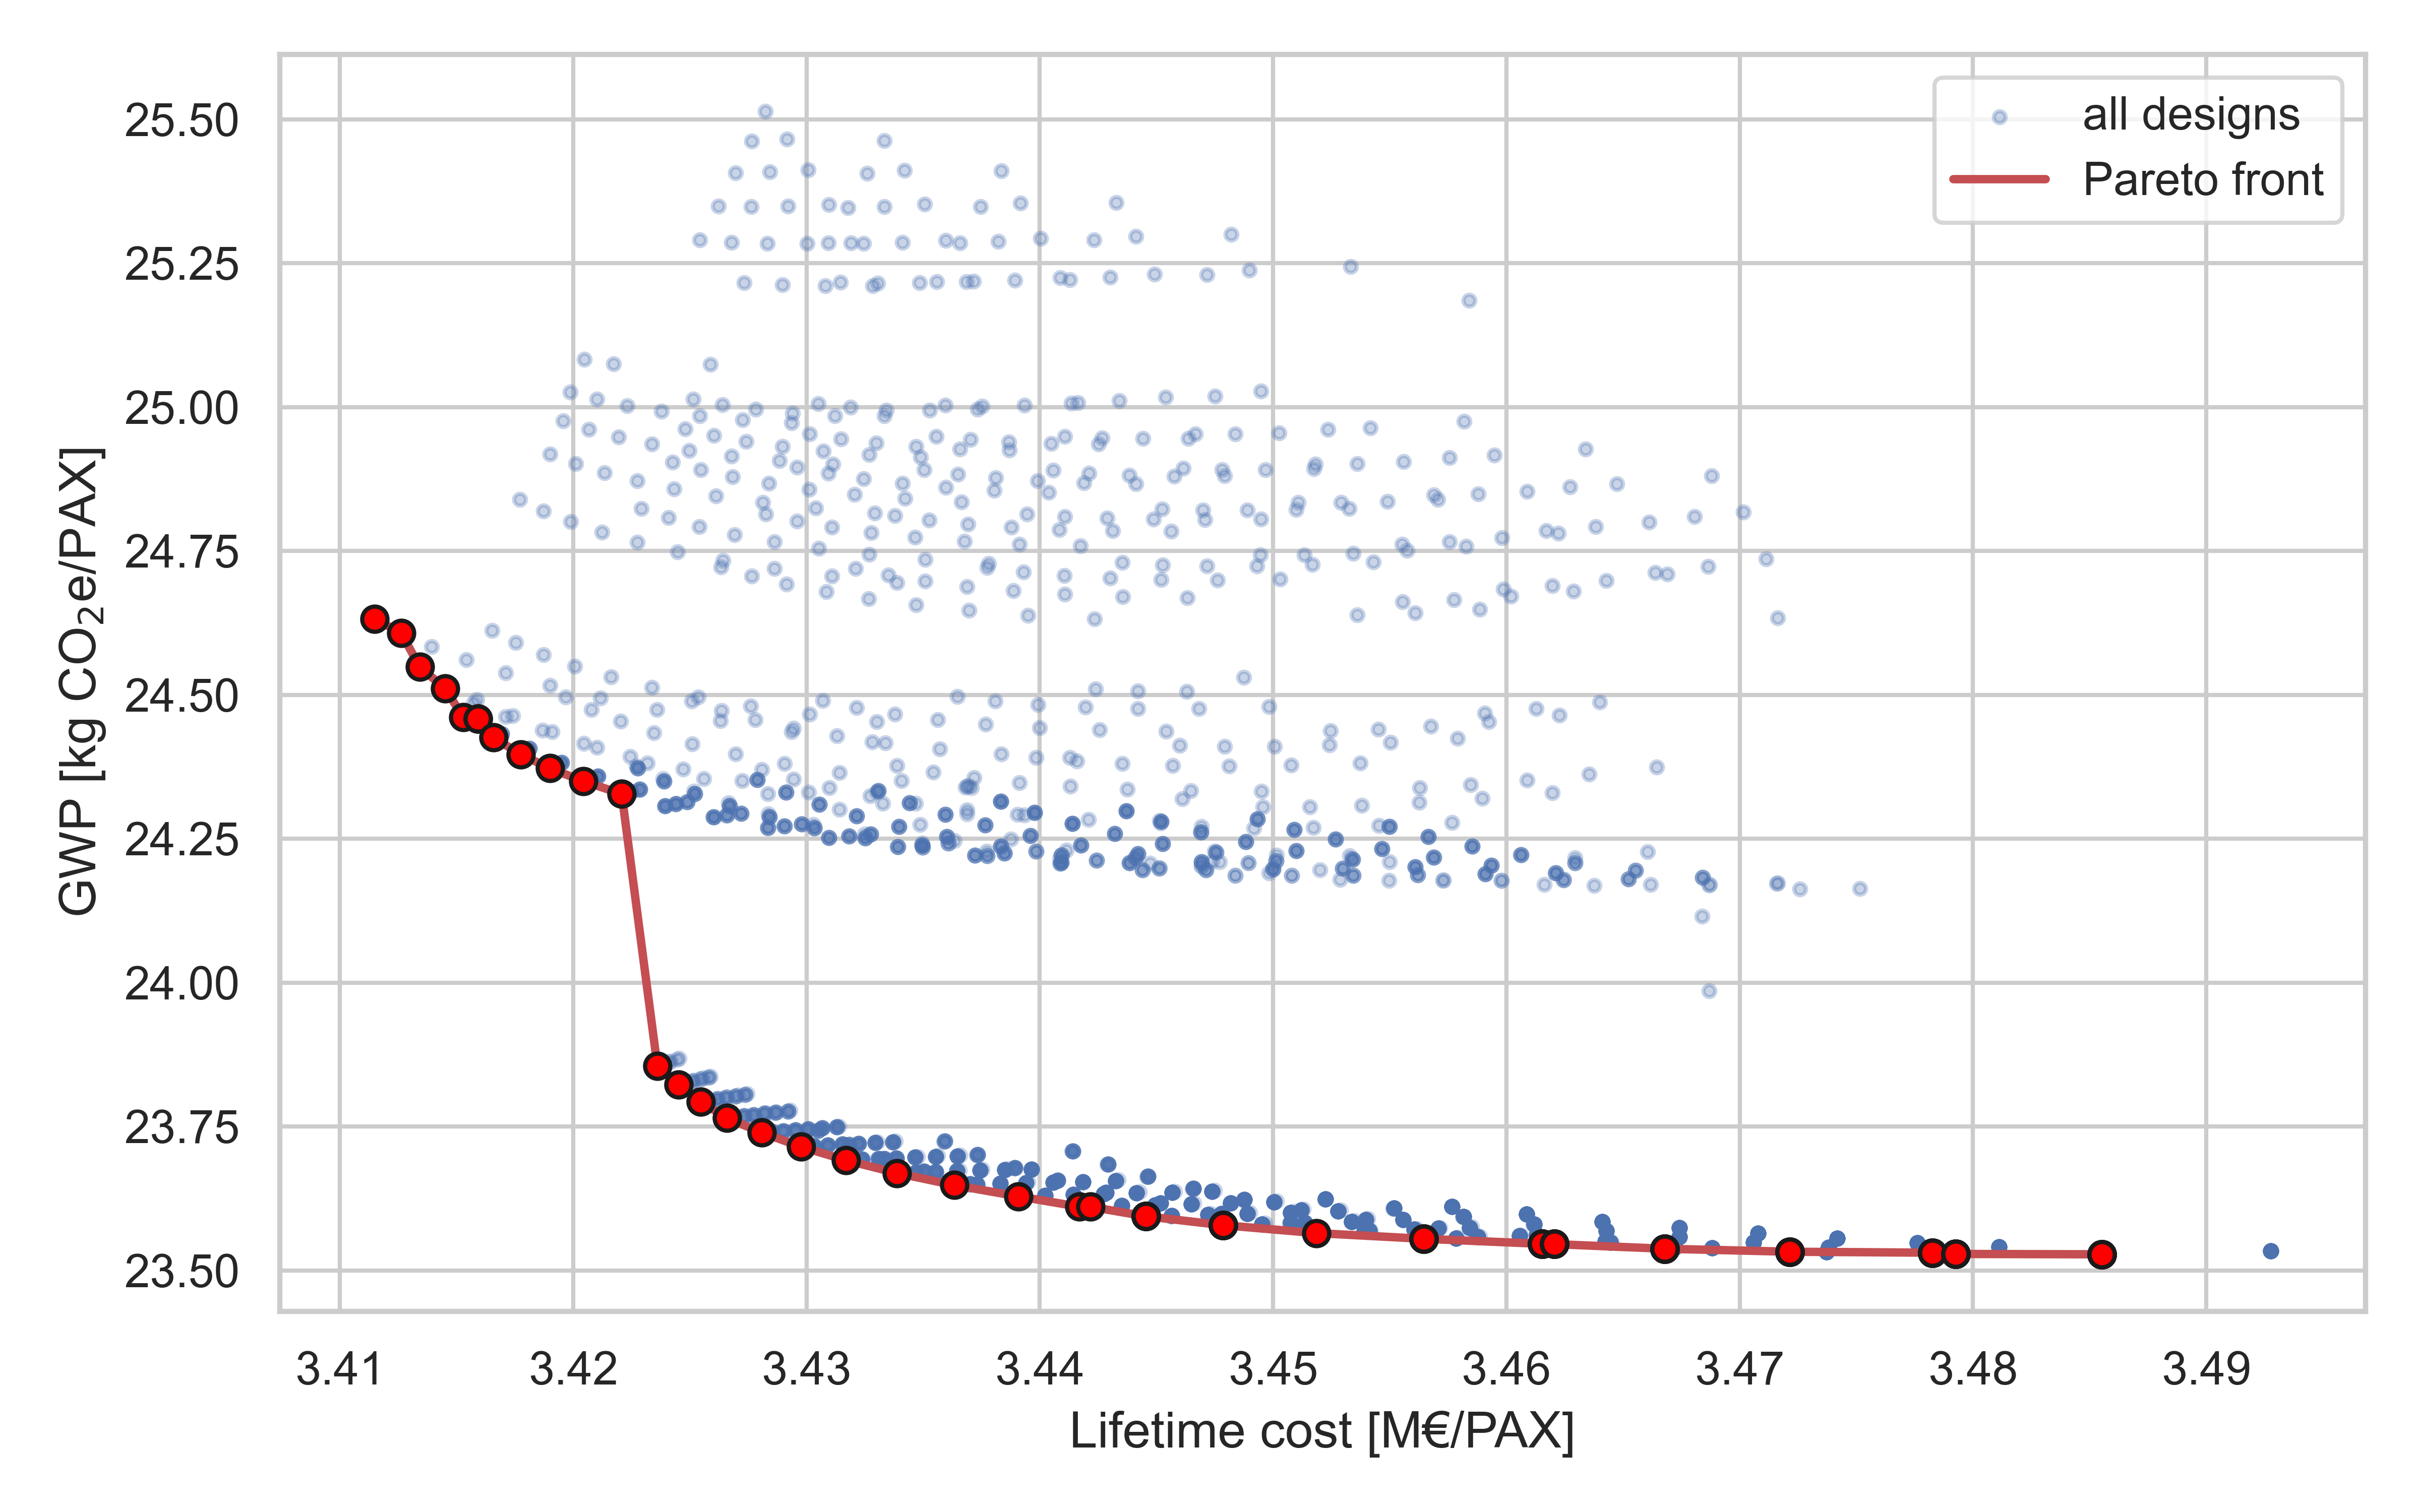 all designs
Pareto front
GWP [kg CO₂e/PAX]
25.50
25.25
25.00
24.75
24.50
24.25
24.00
23.75
23.50
3.41 3.42 3.43 3.44 3.45 3.46 3.47 3.48 3.49
Lifetime cost [M€/PAX]